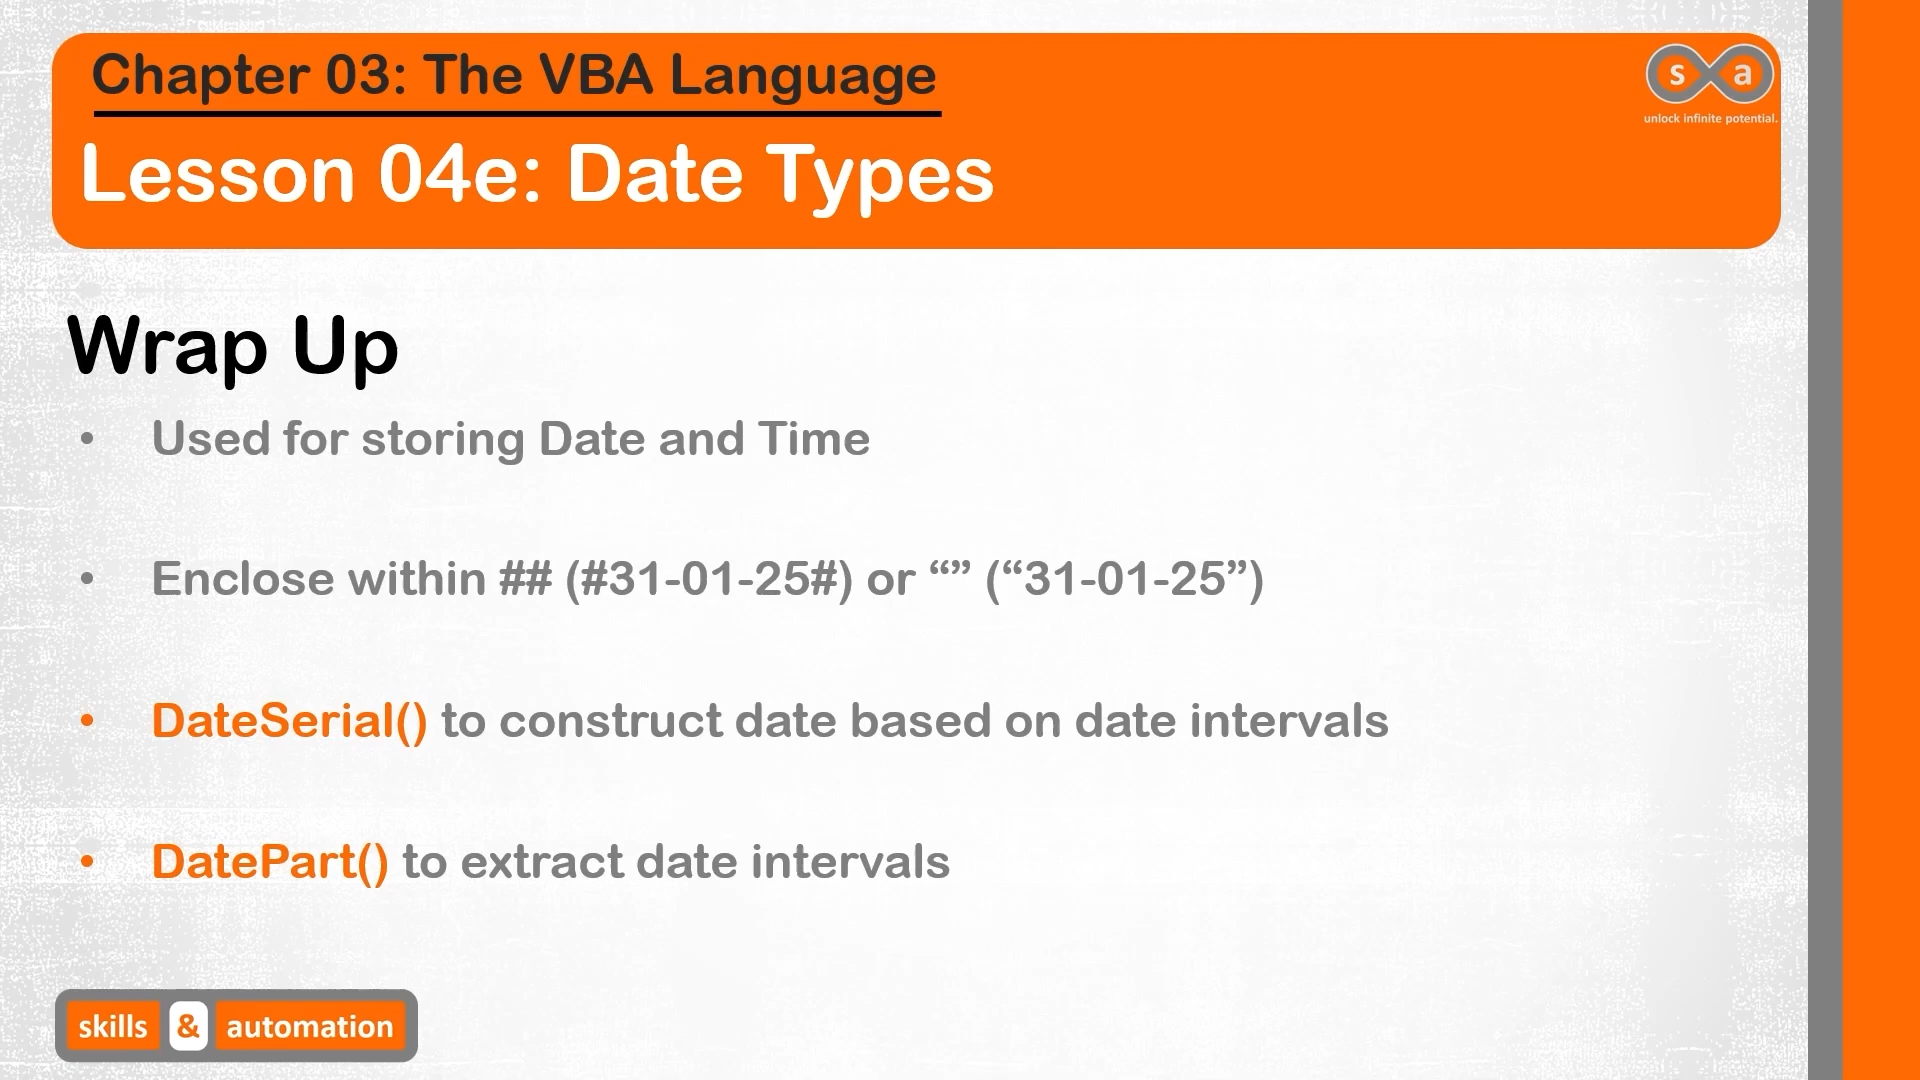 Chapter 03: The VBA Language
s a
unlock infinite potential.
Lesson 04e: Date Types
Wrap Up
• Used for storing Date and Time
• Enclose within ## (#31-01-25#) or “” (“31-01-25”)
• DateSerial() to construct date based on date intervals
• DatePart() to extract date intervals
skills & automation